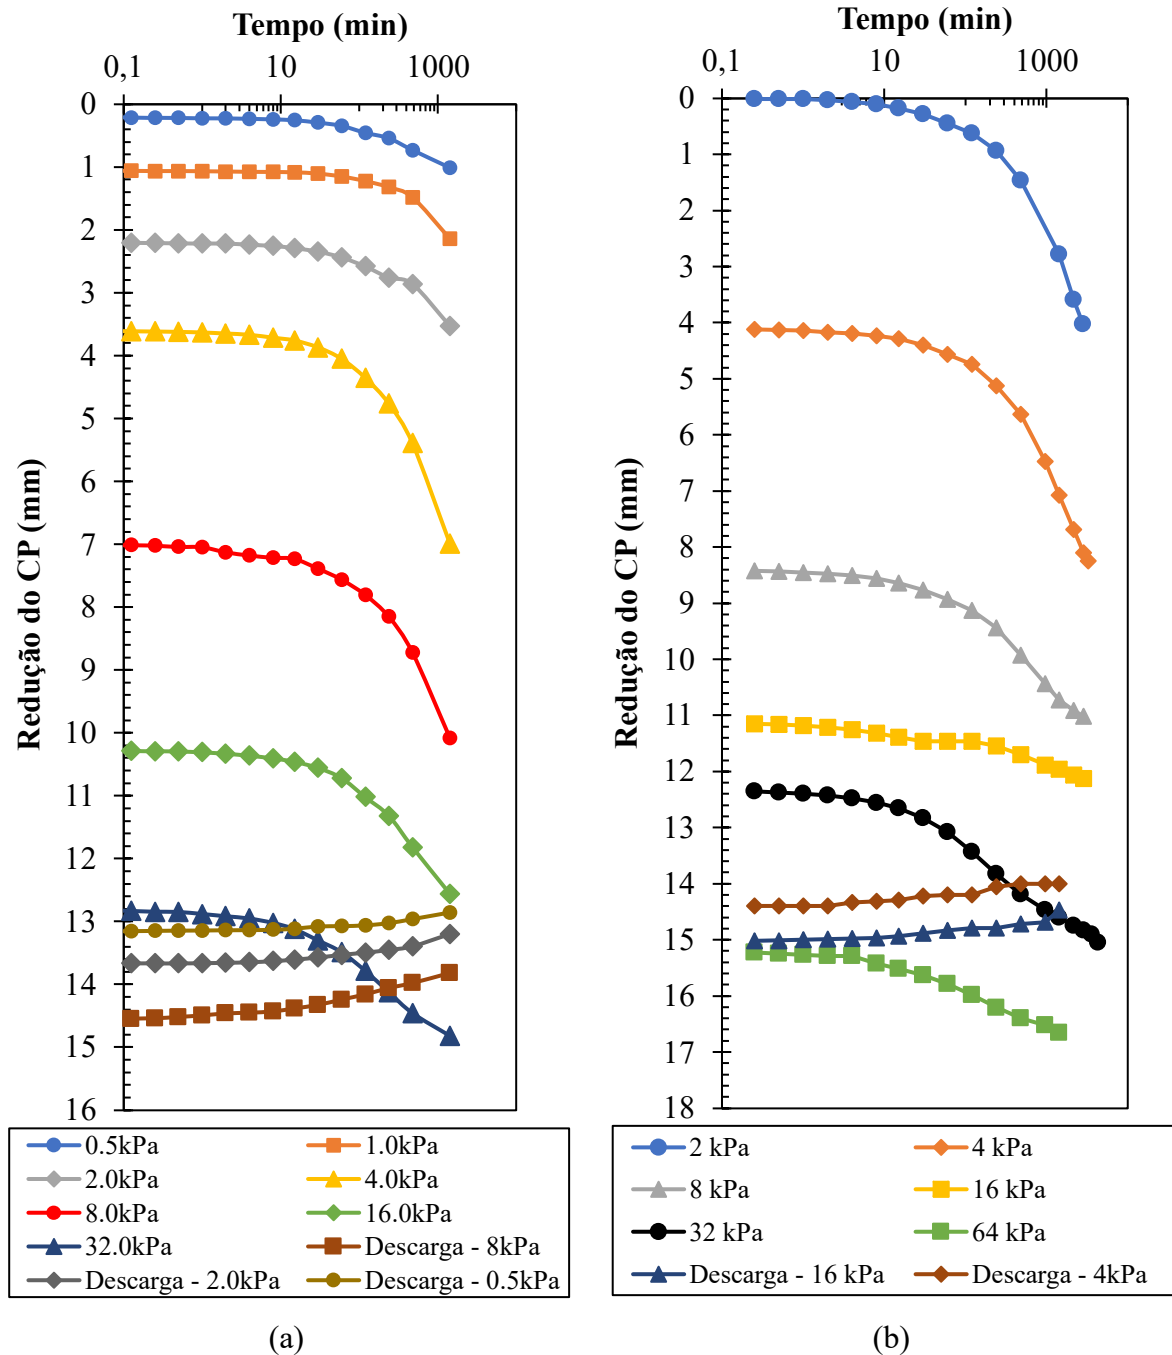 Tempo (min)
0,1 10 1000
0
1
2
3
4
5
6
7
8
9
10
11
12
13
14
15
16
Redução do CP (mm)
0.5kPa 1.0kPa
2.0kPa 4.0kPa
8.0kPa 16.0kPa
32.0kPa Descarga - 8kPa
Descarga - 2.0kPa Descarga - 0.5kPa
(a)
Tempo (min)
0,1 10 1000
0
1
2
3
4
5
6
7
8
9
10
11
12
13
14
15
16
17
18
Redução do CP (mm)
2 kPa 4 kPa
8 kPa 16 kPa
32 kPa 64 kPa
Descarga - 16 kPa Descarga - 4kPa
(b)